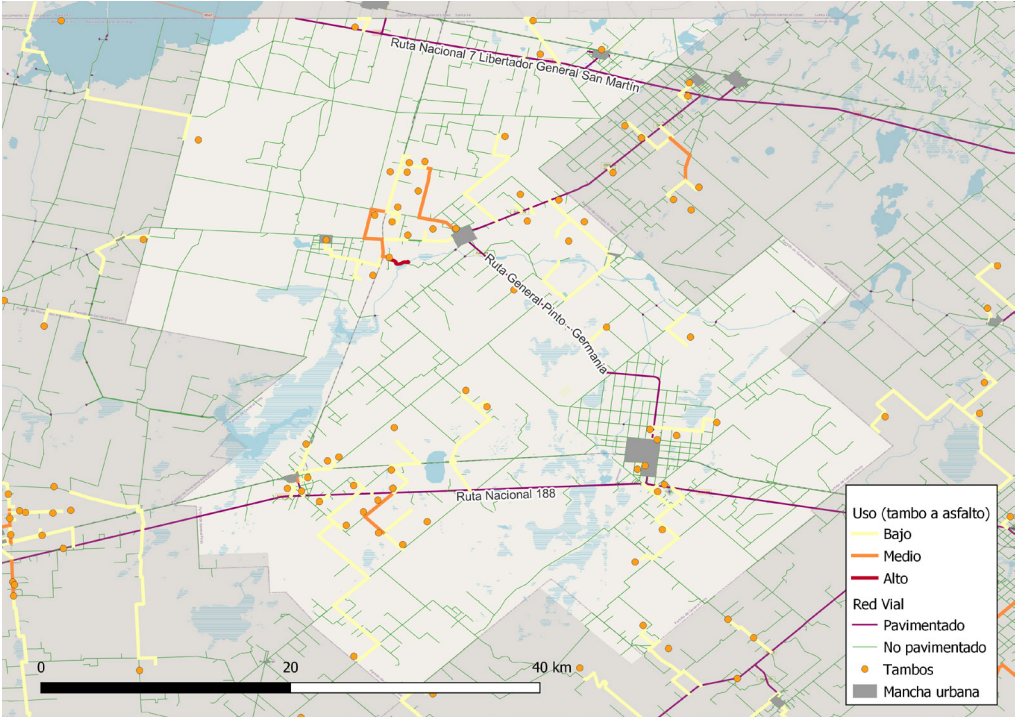 Ruta Nacional 7 Libertador General San Martín
Ruta General Pinto - Germania
Ruta Nacional 188
Uso (tambo a asfalto)
Bajo
Medio
Alto
Red Vial
Pavimentado
No pavimentado
Tambos
Mancha urbana
0 20 40 km